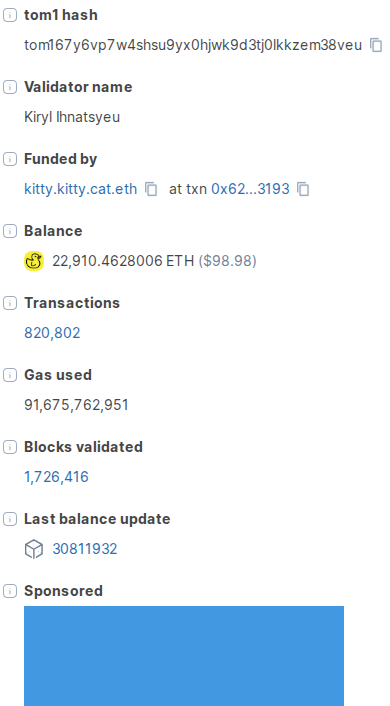 tom1 hash
tom167y6vp7w4shsu9yx0hjwk9d3tj0lkkzem38veu
Validator name
Kiryl Ihnatsyeu
Funded by
kitty.kitty.cat.eth at txn 0x62...3193
Balance
22,910.4628006 ETH ($98.98)
Transactions
820,802
Gas used
91,675,762,951
Blocks validated
1,726,416
Last balance update
30811932
Sponsored